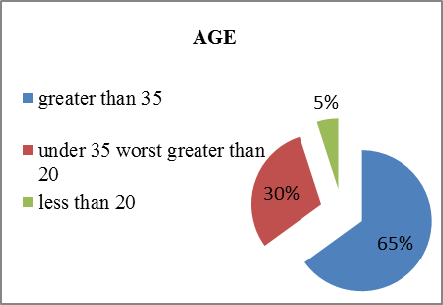 AGE
greater than 35
under 35 worst greater than
20
less than 20
5%
30%
65%